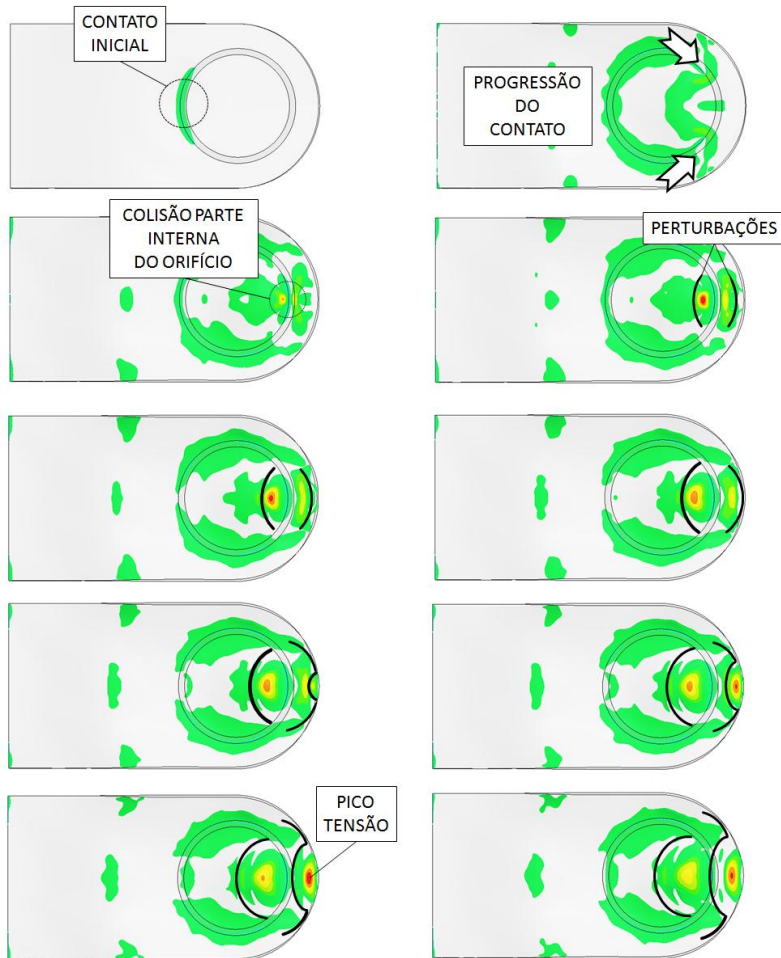 CONTATO
INICIAL
PROGRESSÃO
DO
CONTATO
COLISÃO PARTE
INTERNA
DO ORIFÍCIO
PERTURBAÇÕES
PICO
TENSÃO